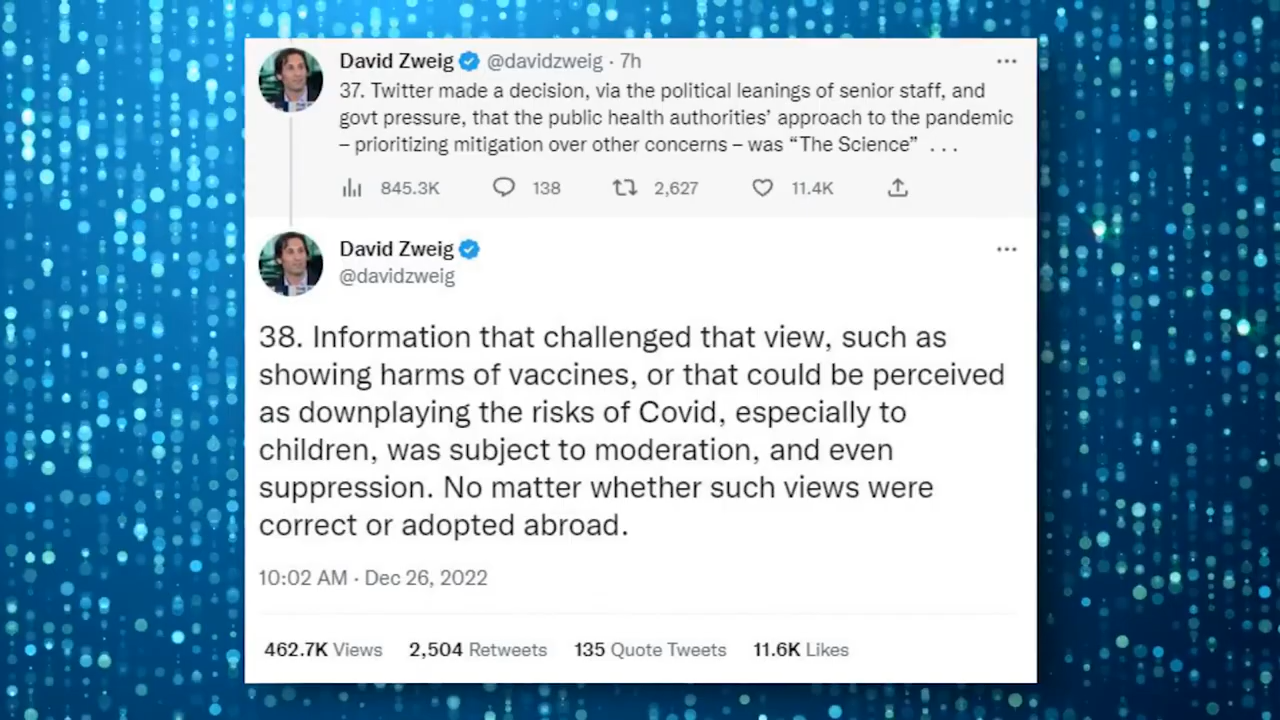 David Zweig @davidzweig · 7h
37. Twitter made a decision, via the political leanings of senior staff, and
govt pressure, that the public health authorities’ approach to the pandemic
– prioritizing mitigation over other concerns – was “The Science” . . .
845.3K 138 2,627 11.4K
David Zweig
@davidzweig
38. Information that challenged that view, such as
showing harms of vaccines, or that could be perceived
as downplaying the risks of Covid, especially to
children, was subject to moderation, and even
suppression. No matter whether such views were
correct or adopted abroad.
10:02 AM · Dec 26, 2022
462.7K Views 2,504 Retweets 135 Quote Tweets 11.6K Likes